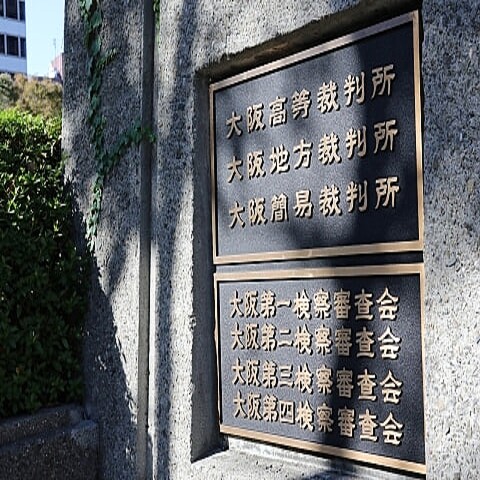 大阪高等裁判所
大阪地方裁判所
大阪簡易裁判所
大阪第一検察審査会
大阪第二検察審査会
大阪第三検察審査会
大阪第四検察審査会